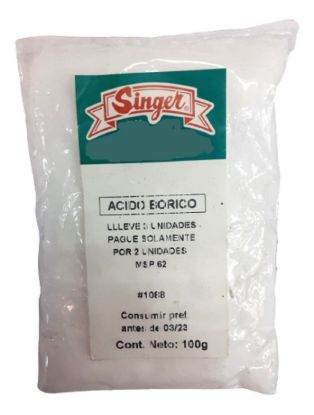 Singer
ACIDO BORICO
LLLEVE 3 UNIDADES -
PAGUE SOLAMENTE
POR 2 UNIDADES
MSP 62
#1088
Consumir pref.
antes de 03/23
Cont. Neto: 100g